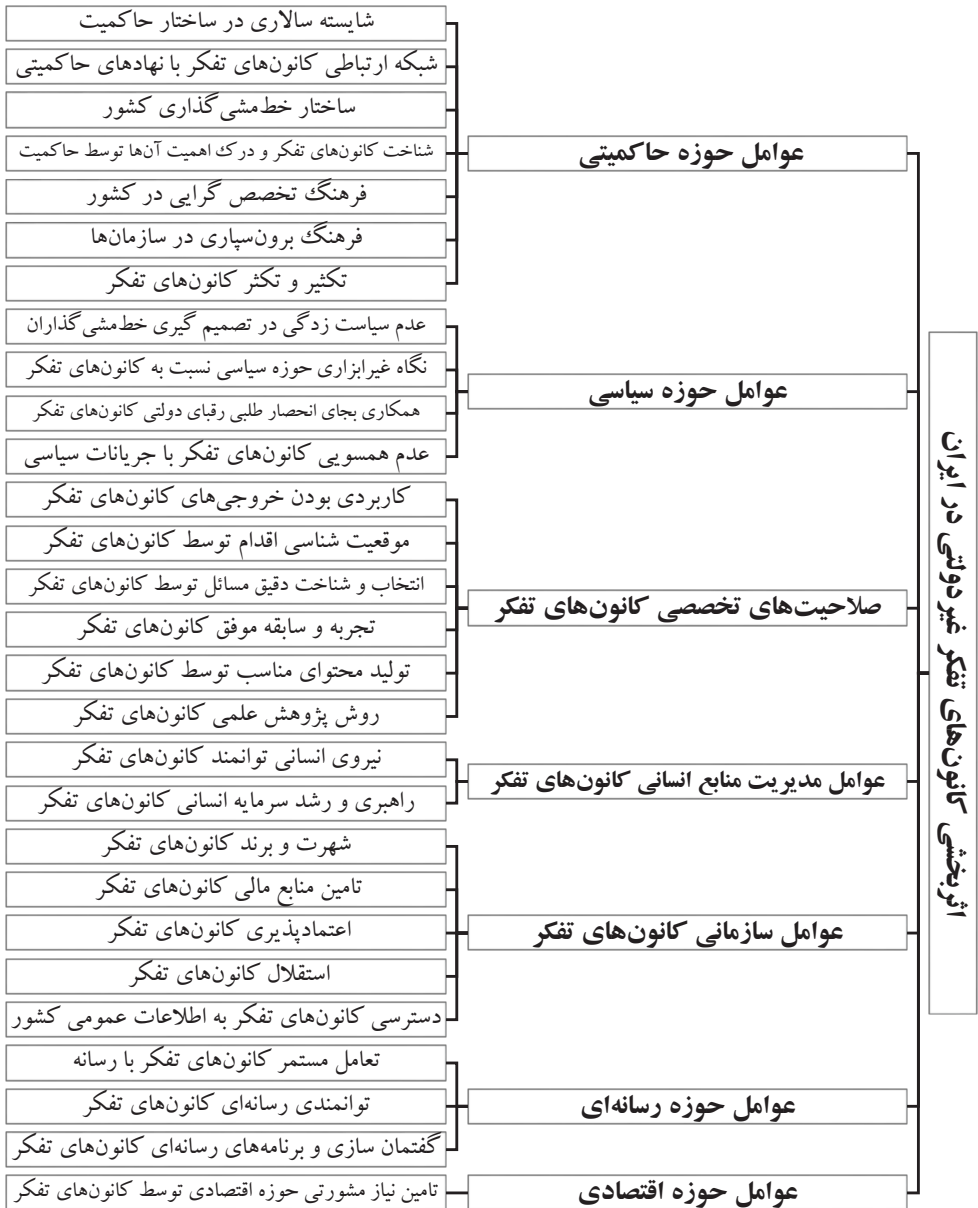 اثربخشی کانون‌های تفکر غیردولتی در ایران
عوامل حوزه حاکمیتی
شایسته سالاری در ساختار حاکمیت
شبکه ارتباطی کانون‌های تفکر با نهادهای حاکمیتی
ساختار خط‌مشی‌گذاری کشور
شناخت کانون‌های تفکر و درک اهمیت آن‌ها توسط حاکمیت
فرهنگ تخصص گرایی در کشور
فرهنگ برون‌سپاری در سازمان‌ها
تکثیر و تکثر کانون‌های تفکر
عوامل حوزه سیاسی
عدم سیاست زدگی در تصمیم گیری خط‌مشی‌گذاران
نگاه غیرابزاری حوزه سیاسی نسبت به کانون‌های تفکر
همکاری بجای انحصار طلبی رقبای دولتی کانون‌های تفکر
عدم همسویی کانون‌های تفکر با جریانات سیاسی
صلاحیت‌های تخصصی کانون‌های تفکر
کاربردی بودن خروجی‌های کانون‌های تفکر
موقعیت شناسی اقدام توسط کانون‌های تفکر
انتخاب و شناخت دقیق مسائل توسط کانون‌های تفکر
تجربه و سابقه موفق کانون‌های تفکر
تولید محتوای مناسب توسط کانون‌های تفکر
روش پژوهش علمی کانون‌های تفکر
عوامل مدیریت منابع انسانی کانون‌های تفکر
نیروی انسانی توانمند کانون‌های تفکر
راهبری و رشد سرمایه انسانی کانون‌های تفکر
عوامل سازمانی کانون‌های تفکر
شهرت و برند کانون‌های تفکر
تامین منابع مالی کانون‌های تفکر
اعتمادپذیری کانون‌های تفکر
استقلال کانون‌های تفکر
دسترسی کانون‌های تفکر به اطلاعات عمومی کشور
عوامل حوزه رسانه‌ای
تعامل مستمر کانون‌های تفکر با رسانه
توانمندی رسانه‌ای کانون‌های تفکر
گفتمان سازی و برنامه‌های رسانه‌ای کانون‌های تفکر
عوامل حوزه اقتصادی
تامین نیاز مشورتی حوزه اقتصادی توسط کانون‌های تفکر